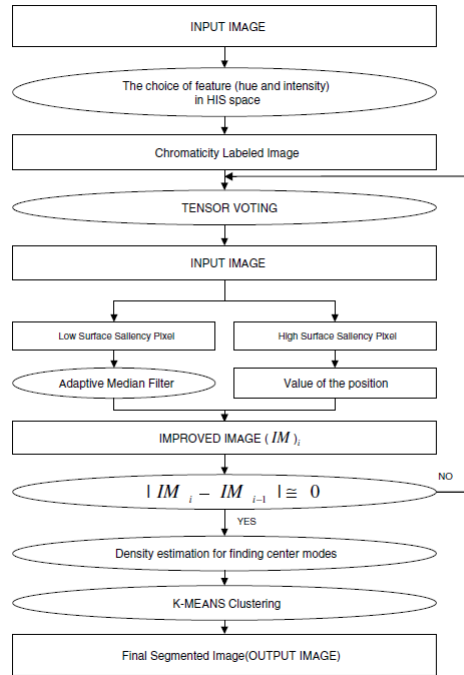 INPUT IMAGE
The choice of feature (hue and intensity)
in HIS space
Chromaticity Labeled Image
TENSOR VOTING
INPUT IMAGE
Low Surface Saliency Pixel
High Surface Saliency Pixel
Adaptive Median Filter
Value of the position
IMPROVED IMAGE ( IM )i
NO
| IM i − IM i−1 | ≅ 0
YES
Density estimation for finding center modes
K-MEANS Clustering
Final Segmented Image(OUTPUT IMAGE)